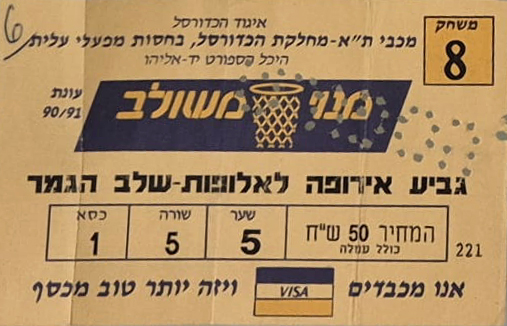 איגוד הכדורסל
משחק
8
מכבי ת"א-מחלקת הכדורסל, בחסות מפעלי עלית
היכל הספורט יד-אליהו
6
עונת
90/91
מנוי משולב
גביע אירופה לאלופות-שלב הגמר
המחיר 50 ש"ח
כולל עמלה
שער
5
שורה
5
כסא
1
221
אנו מכבדים VISA ויזה יותר טוב מכסף